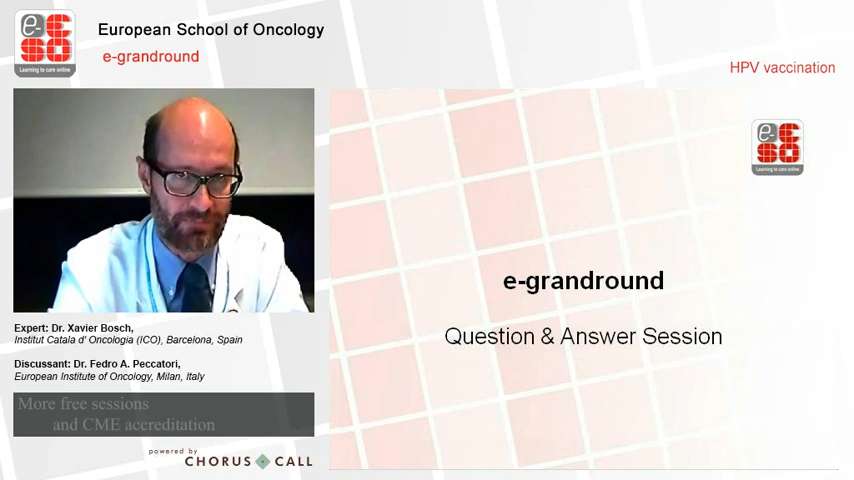 e-
ESO
Learning to care online
European School of Oncology
e-grandround
HPV vaccination
e-
ESO
Learning to care online
e-grandround
Question & Answer Session
Expert: Dr. Xavier Bosch,
Institut Catala d' Oncologia (ICO), Barcelona, Spain
Discussant: Dr. Fedro A. Peccatori,
European Institute of Oncology, Milan, Italy
More free sessions
and CME accreditation
powered by
CHORUS CALL